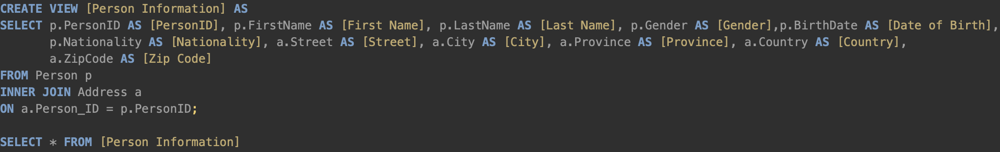 CREATE VIEW [Person Information] AS
SELECT p.PersonID AS [PersonID], p.FirstName AS [First Name], p.LastName AS [Last Name], p.Gender AS [Gender],p.BirthDate AS [Date of Birth],
       p.Nationality AS [Nationality], a.Street AS [Street], a.City AS [City], a.Province AS [Province], a.Country AS [Country],
       a.ZipCode AS [Zip Code]
FROM Person p
INNER JOIN Address a
ON a.Person_ID = p.PersonID;

SELECT * FROM [Person Information]